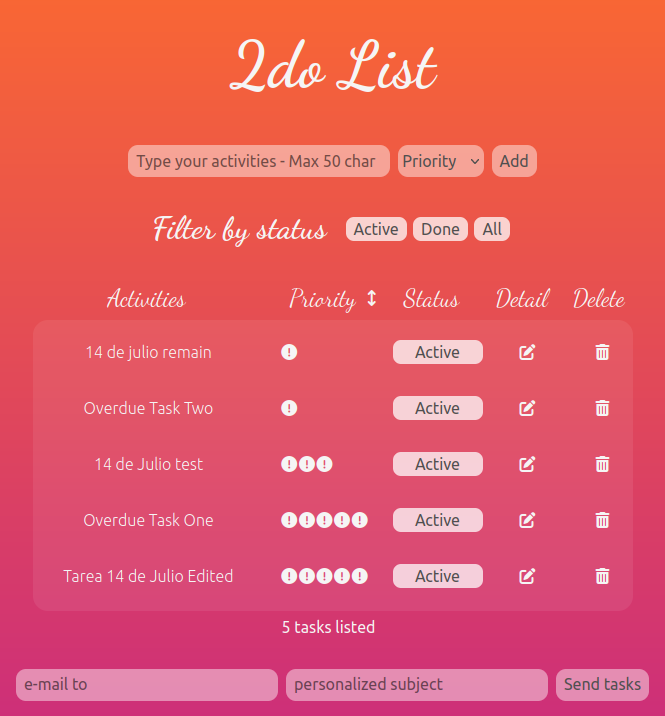 2do List
Type your activities - Max 50 char Priority Add
Filter by status Active Done All
Activities Priority ↕ Status Detail Delete
14 de julio remain ! Active
Overdue Task Two ! Active
14 de Julio test ! ! ! Active
Overdue Task One ! ! ! ! ! Active
Tarea 14 de Julio Edited ! ! ! ! ! Active
5 tasks listed
e-mail to personalized subject Send tasks